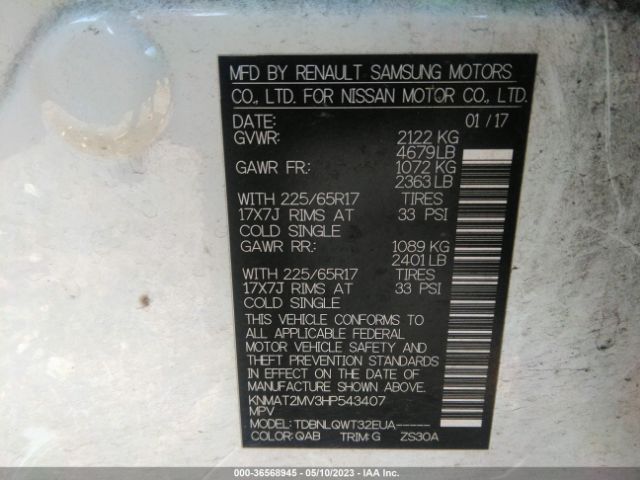 MFD BY RENAULT SAMSUNG MOTORS
CO., LTD. FOR NISSAN MOTOR CO., LTD.
DATE: 01 / 17
GVWR: 2122 KG
4679LB
GAWR FR.: 1072 KG
2363 LB
WITH 225/65R17 TIRES
17X7J RIMS AT 33 PSI
COLD SINGLE
GAWR RR.: 1089 KG
2401 LB
WITH 225/65R17 TIRES
17X7J RIMS AT 33 PSI
COLD SINGLE
THIS VEHICLE CONFORMS TO
ALL APPLICABLE FEDERAL
MOTOR VEHICLE SAFETY AND
THEFT PREVENTION STANDARDS
IN EFFECT ON THE DATE OF
MANUFACTURE SHOWN ABOVE.
KNMAT2MV3HP543407
MPV
MODEL: TDBNLQWT32EUA-----
COLOR: QAB TRIM: G ZS30A
000-36568945 - 05/10/2023 - IAA Inc.